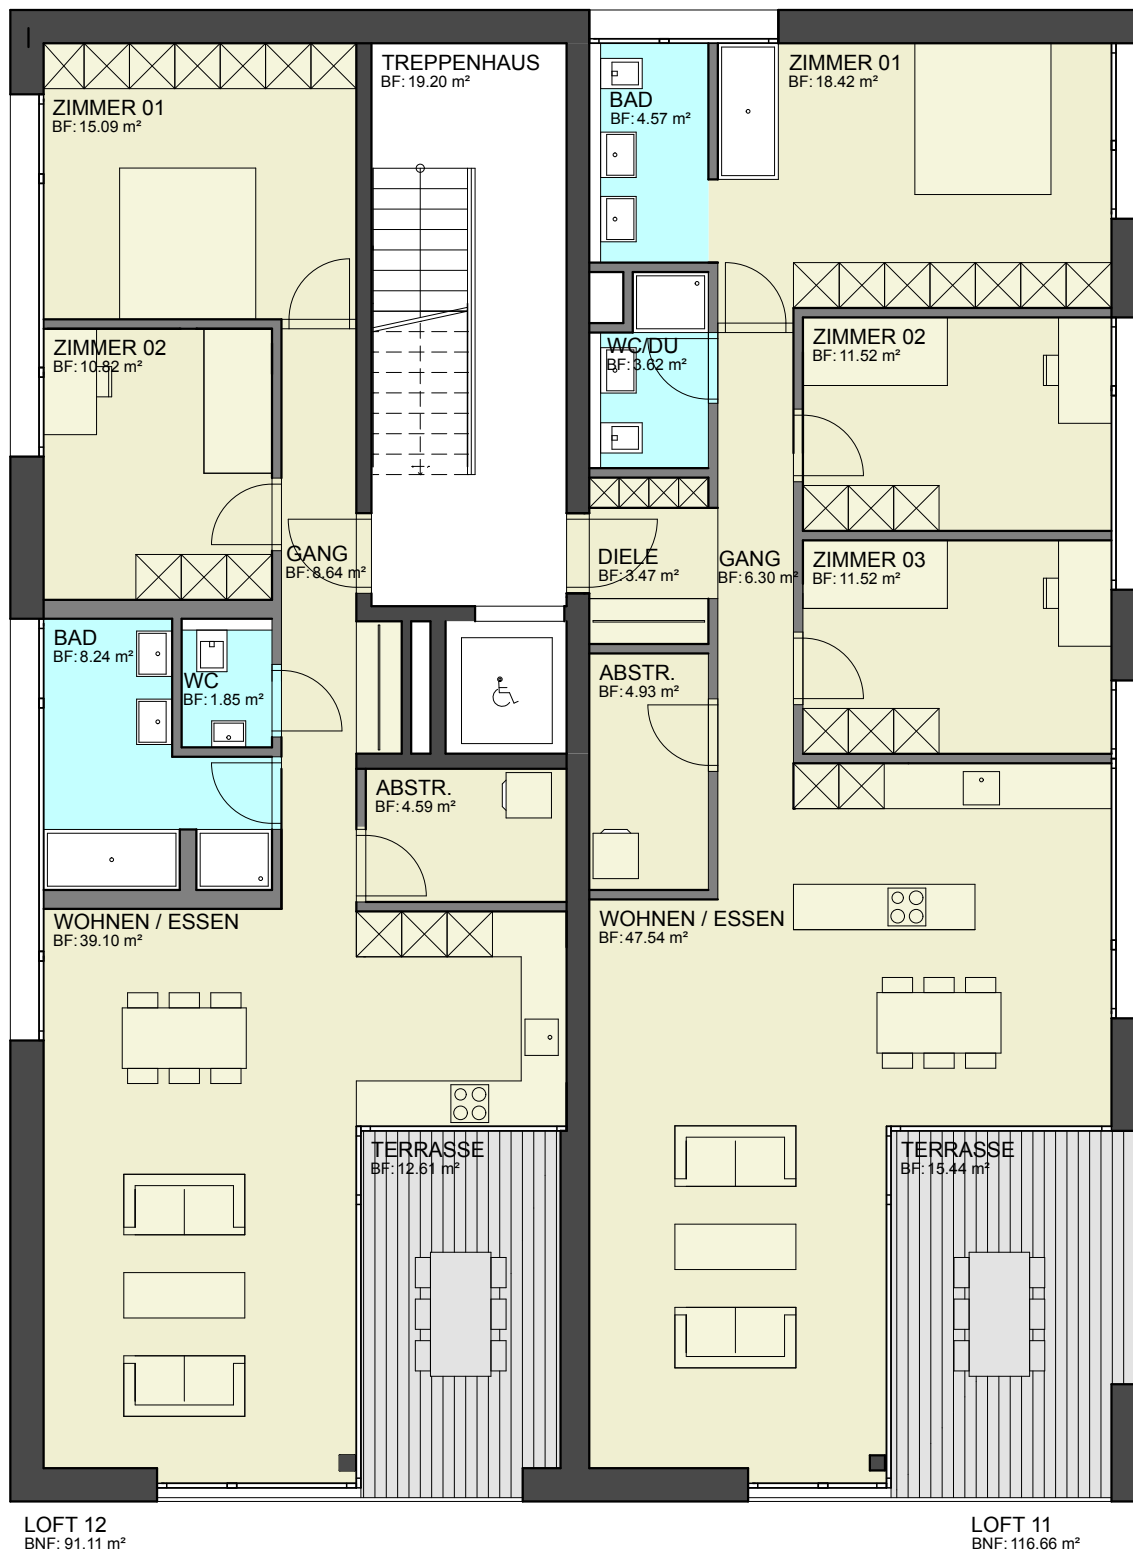 TREPPENHAUS
BF: 19.20 m²
ZIMMER 01
BF: 18.42 m²
BAD
BF: 4.57 m²
ZIMMER 01
BF: 15.09 m²
ZIMMER 02
BF: 10.82 m²
WC/DU
BF: 3.62 m²
ZIMMER 02
BF: 11.52 m²
GANG
BF: 8.64 m²
DIELE
BF: 3.47 m²
GANG
BF: 6.30 m²
ZIMMER 03
BF: 11.52 m²
BAD
BF: 8.24 m²
WC
BF: 1.85 m²
ABSTR.
BF: 4.93 m²
ABSTR.
BF: 4.59 m²
WOHNEN / ESSEN
BF: 39.10 m²
WOHNEN / ESSEN
BF: 47.54 m²
TERRASSE
BF: 12.61 m²
TERRASSE
BF: 15.44 m²
LOFT 12
BNF: 91.11 m²
LOFT 11
BNF: 116.66 m²